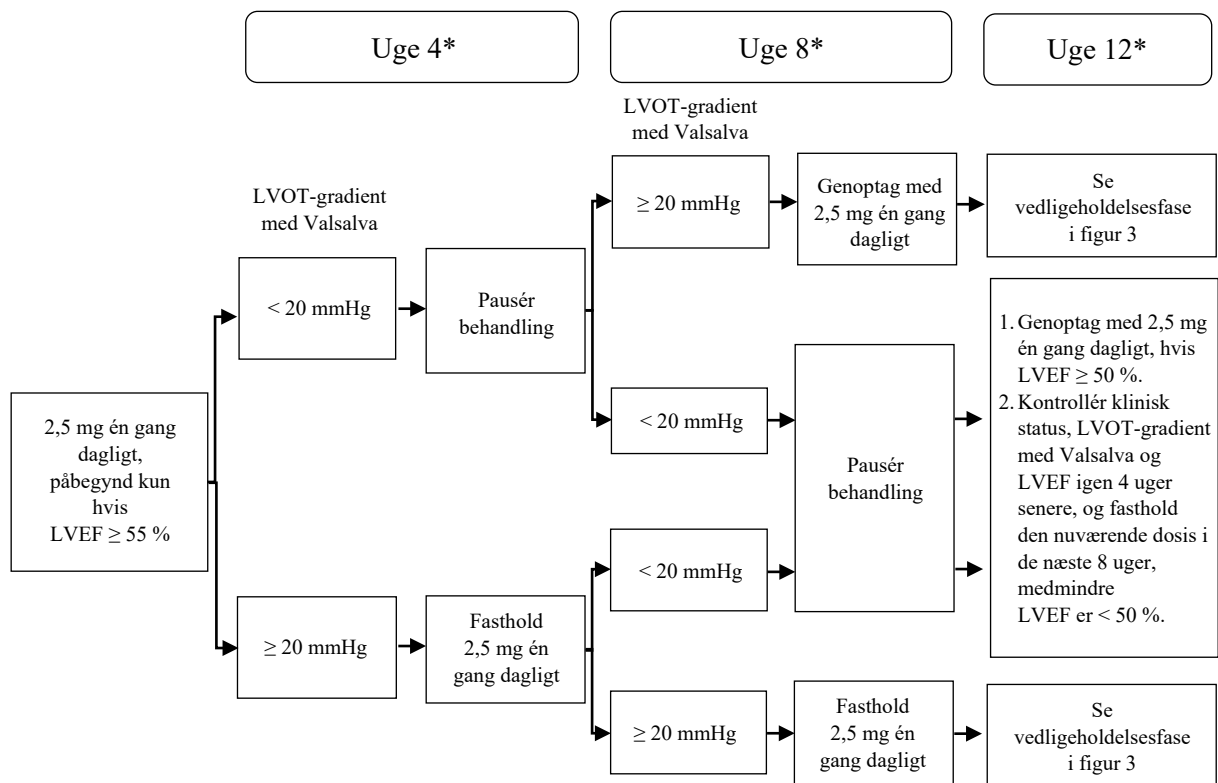 Uge 4*
Uge 8*
Uge 12*
2,5 mg én gang
dagligt,
påbegynd kun
hvis
LVEF ≥ 55 %
LVOT-gradient
med Valsalva
< 20 mmHg
Pausér
behandling
≥ 20 mmHg
Fasthold
2,5 mg én
gang dagligt
LVOT-gradient
med Valsalva
≥ 20 mmHg
Genoptag med
2,5 mg én gang
dagligt
Se
vedligeholdelsesfase
i figur 3
< 20 mmHg
< 20 mmHg
Pausér
behandling
1. Genoptag med 2,5 mg
én gang dagligt, hvis
LVEF ≥ 50 %.
2. Kontrollér klinisk
status, LVOT-gradient
med Valsalva og
LVEF igen 4 uger
senere, og fasthold
den nuværende dosis i
de næste 8 uger,
medmindre
LVEF er < 50 %.
≥ 20 mmHg
Fasthold
2,5 mg én
gang dagligt
Se
vedligeholdelsesfase
i figur 3